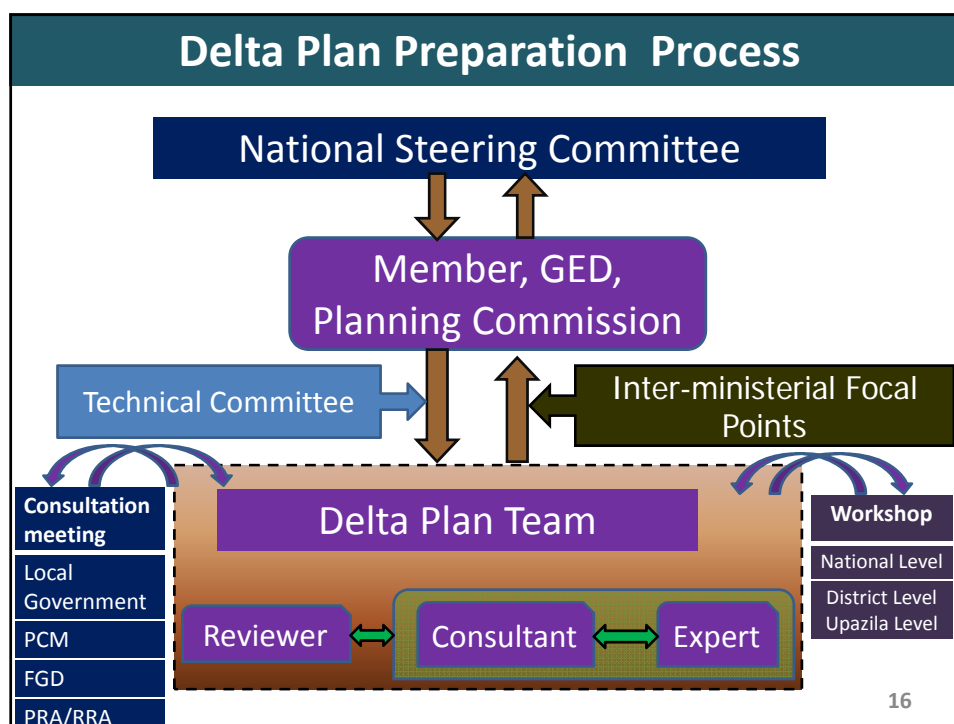 Delta Plan Preparation Process
National Steering Committee
Member, GED,
Planning Commission
Technical Committee
Inter-ministerial Focal
Points
Consultation
meeting
Local
Government
PCM
FGD
PRA/RRA
Delta Plan Team
Reviewer
Consultant
Expert
Workshop
National Level
District Level
Upazila Level
16